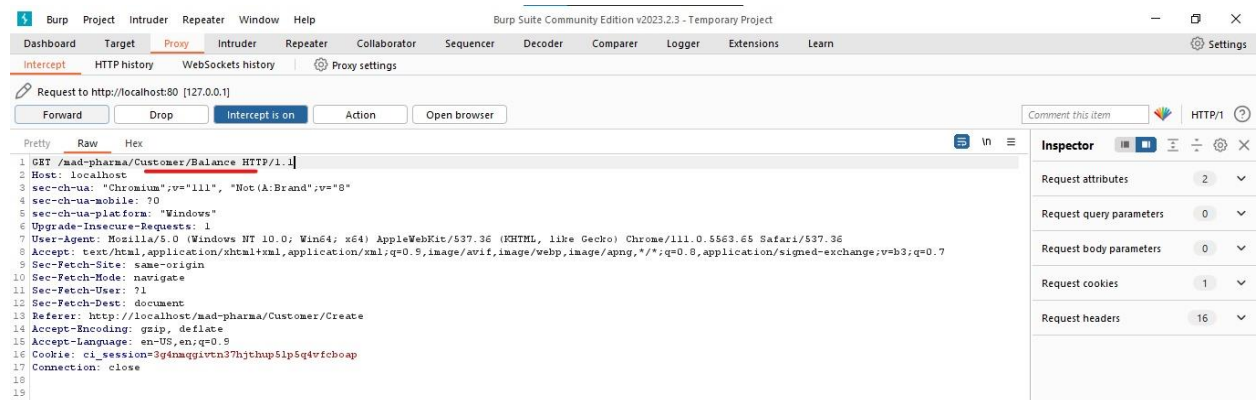 Burp Project Intruder Repeater Window Help Burp Suite Community Edition v2023.2.3 - Temporary Project
Dashboard Target Proxy Intruder Repeater Collaborator Sequencer Decoder Comparer Logger Extensions Learn Settings
Intercept HTTP history WebSockets history Proxy settings
Request to http://localhost:80 [127.0.0.1]
Forward Drop Intercept is on Action Open browser Comment this item HTTP/1 ?
Pretty Raw Hex \n Inspector
1 GET /mad-pharma/Customer/Balance HTTP/1.1
2 Host: localhost
3 sec-ch-ua: "Chromium";v="111", "Not(A:Brand";v="8"
4 sec-ch-ua-mobile: ?0
5 sec-ch-ua-platform: "Windows"
6 Upgrade-Insecure-Requests: 1
7 User-Agent: Mozilla/5.0 (Windows NT 10.0; Win64; x64) AppleWebKit/537.36 (KHTML, like Gecko) Chrome/111.0.5563.65 Safari/537.36
8 Accept: text/html,application/xhtml+xml,application/xml;q=0.9,image/avif,image/webp,image/apng,*/*;q=0.8,application/signed-exchange;v=b3;q=0.7
9 Sec-Fetch-Site: same-origin
10 Sec-Fetch-Mode: navigate
11 Sec-Fetch-User: ?1
12 Sec-Fetch-Dest: document
13 Referer: http://localhost/mad-pharma/Customer/Create
14 Accept-Encoding: gzip, deflate
15 Accept-Language: en-US,en;q=0.9
16 Cookie: ci_session=3g4nmqgivtn37hjthup5lp5q4vfcboap
17 Connection: close
18
19
Request attributes 2
Request query parameters 0
Request body parameters 0
Request cookies 1
Request headers 16